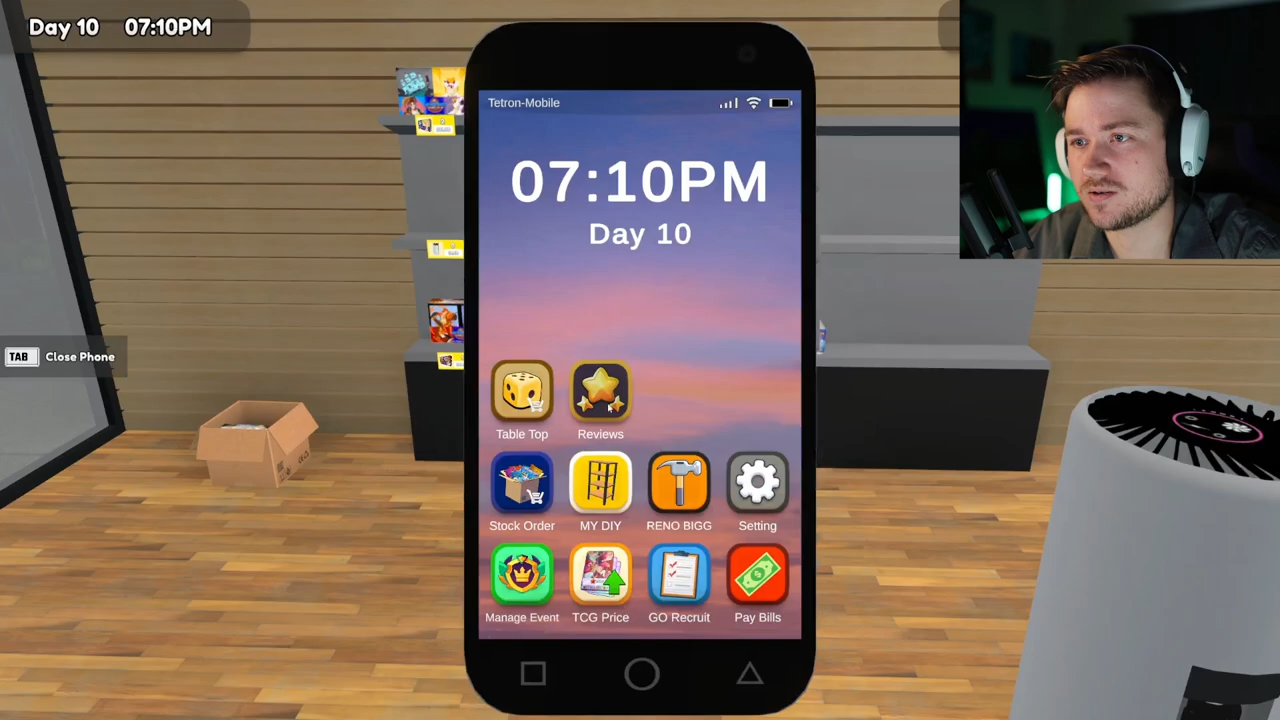 Day 10 07:10PM
Tetron-Mobile
07:10PM
Day 10
TAB Close Phone
Table Top Reviews
Stock Order MY DIY RENO BIGG Setting
Manage Event TCG Price GO Recruit Pay Bills